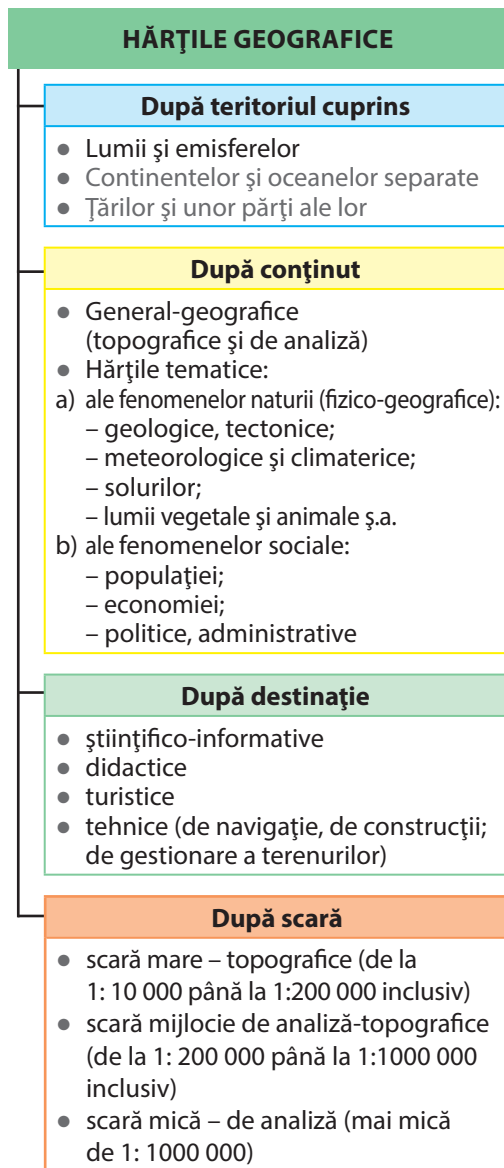 HĂRŢILE GEOGRAFICE
După teritoriul cuprins
● Lumii şi emisferelor
● Continentelor şi oceanelor separate
● Ţărilor şi unor părţi ale lor
După conţinut
● General-geografice
(topografice şi de analiză)
● Hărţile tematice:
a) ale fenomenelor naturii (fizico-geografice):
– geologice, tectonice;
– meteorologice şi climaterice;
– solurilor;
– lumii vegetale şi animale ş.a.
b) ale fenomenelor sociale:
– populaţiei;
– economiei;
– politice, administrative
După destinaţie
● ştiinţifico-informative
● didactice
● turistice
● tehnice (de navigaţie, de construcţii;
de gestionare a terenurilor)
După scară
● scară mare – topografice (de la
1: 10 000 până la 1:200 000 inclusiv)
● scară mijlocie de analiză-topografice
(de la 1: 200 000 până la 1:1000 000
inclusiv)
● scară mică – de analiză (mai mică
de 1: 1000 000)